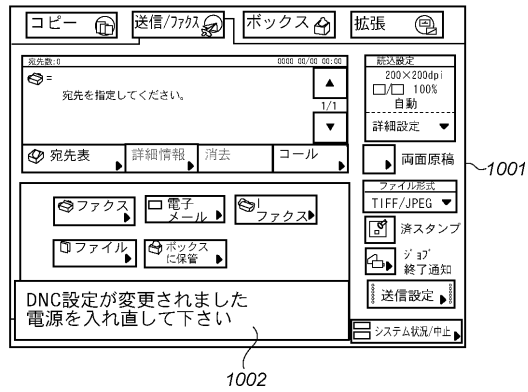 コピー
送信/ファクス
ボックス
拡張
宛先数:0
0000 00/00 00:00
宛先を指定してください。
1/1
宛先表
詳細情報
消去
コール
読込設定
200×200dpi
100%
自動
詳細設定
両面原稿
ファイル形式
TIFF/JPEG
済スタンプ
ジョブ
終了通知
送信設定
ファクス
電子
メール
I
ファクス
ファイル
ボックス
に保管
DNC設定が変更されました
電源を入れ直して下さい
システム状況/中止
1001
1002